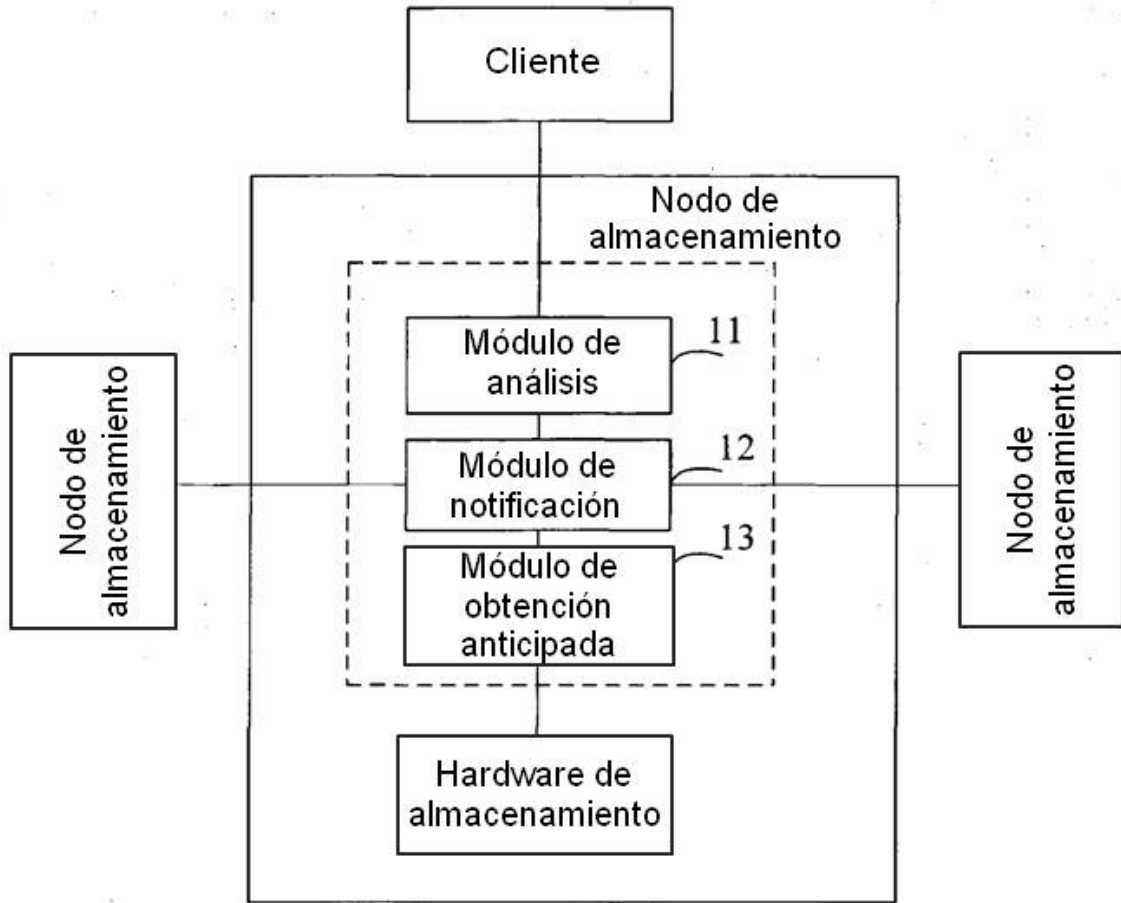 Cliente
Nodo de
almacenamiento
Módulo de
análisis
11
Nodo de
almacenamiento
Módulo de
notificación
12
Nodo de
almacenamiento
Módulo de
obtención
anticipada
13
Hardware de
almacenamiento